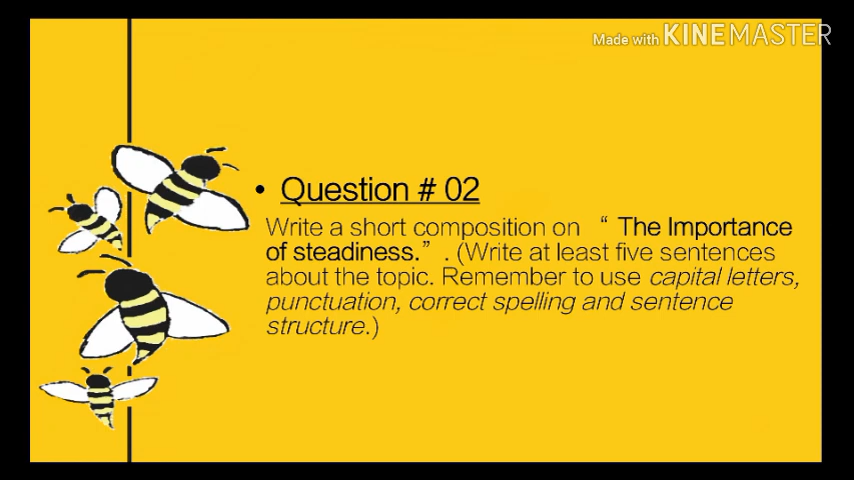 Made with KINEMASTER
• Question # 02
Write a short composition on “ The Importance
of steadiness.” . (Write at least five sentences
about the topic. Remember to use capital letters,
punctuation, correct spelling and sentence
structure.)